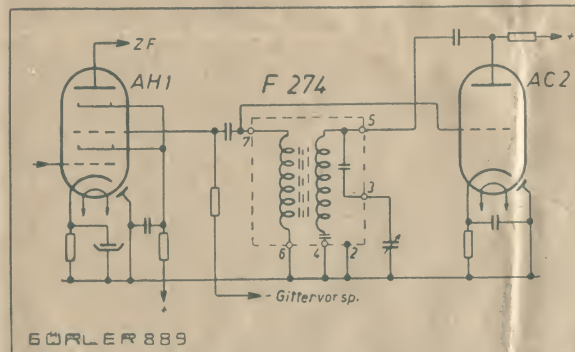 ZF
AH1
F 274
AC2
+
7
5
3
6
4
2
+
- Gittervorsp.
GÖRLER 889